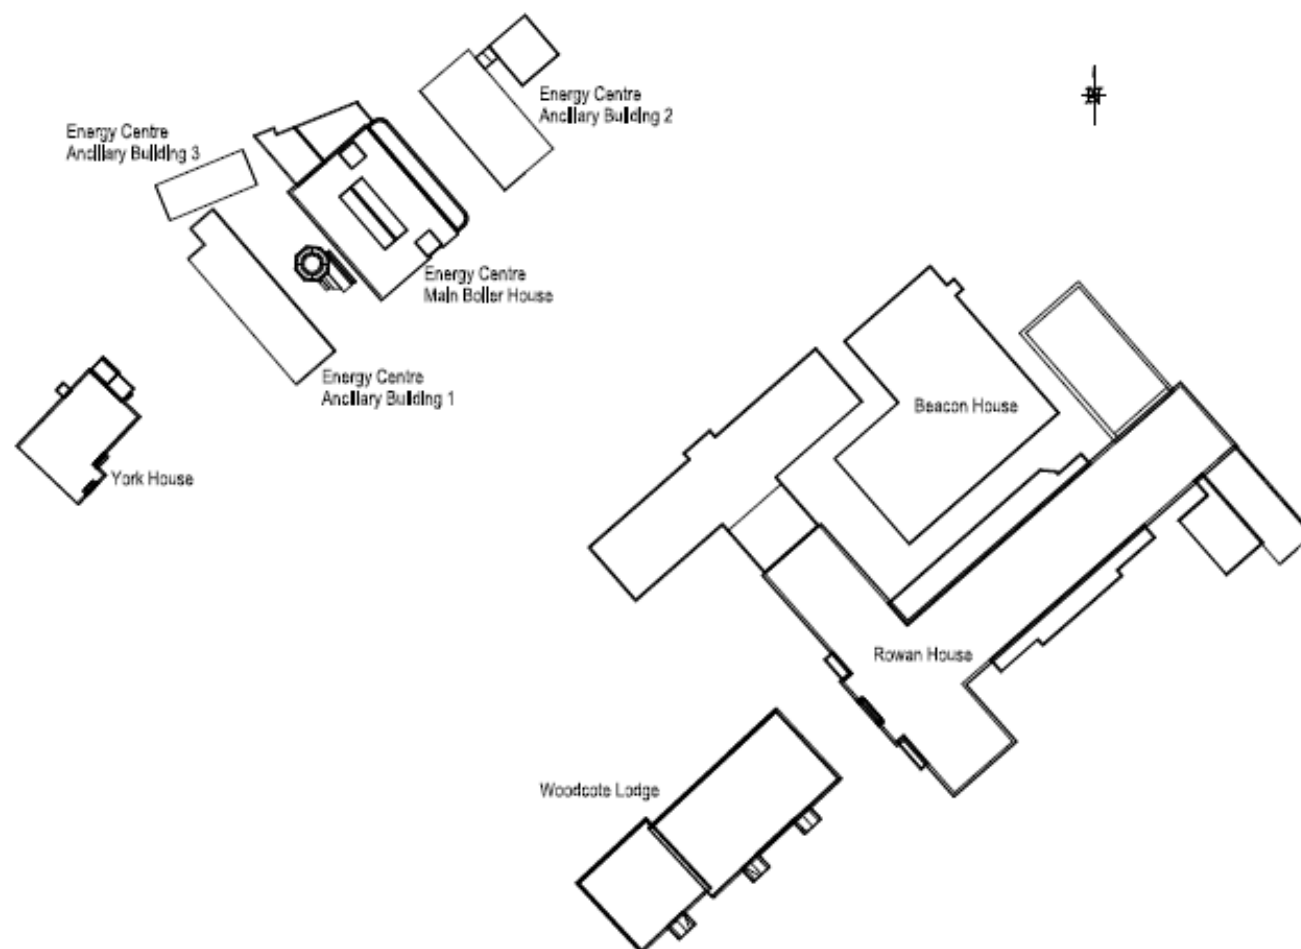 Energy Centre
Ancillary Building 2
Energy Centre
Ancillary Building 3
Energy Centre
Main Boiler House
Energy Centre
Ancillary Building 1
Beacon House
York House
Rowan House
Woodcote Lodge